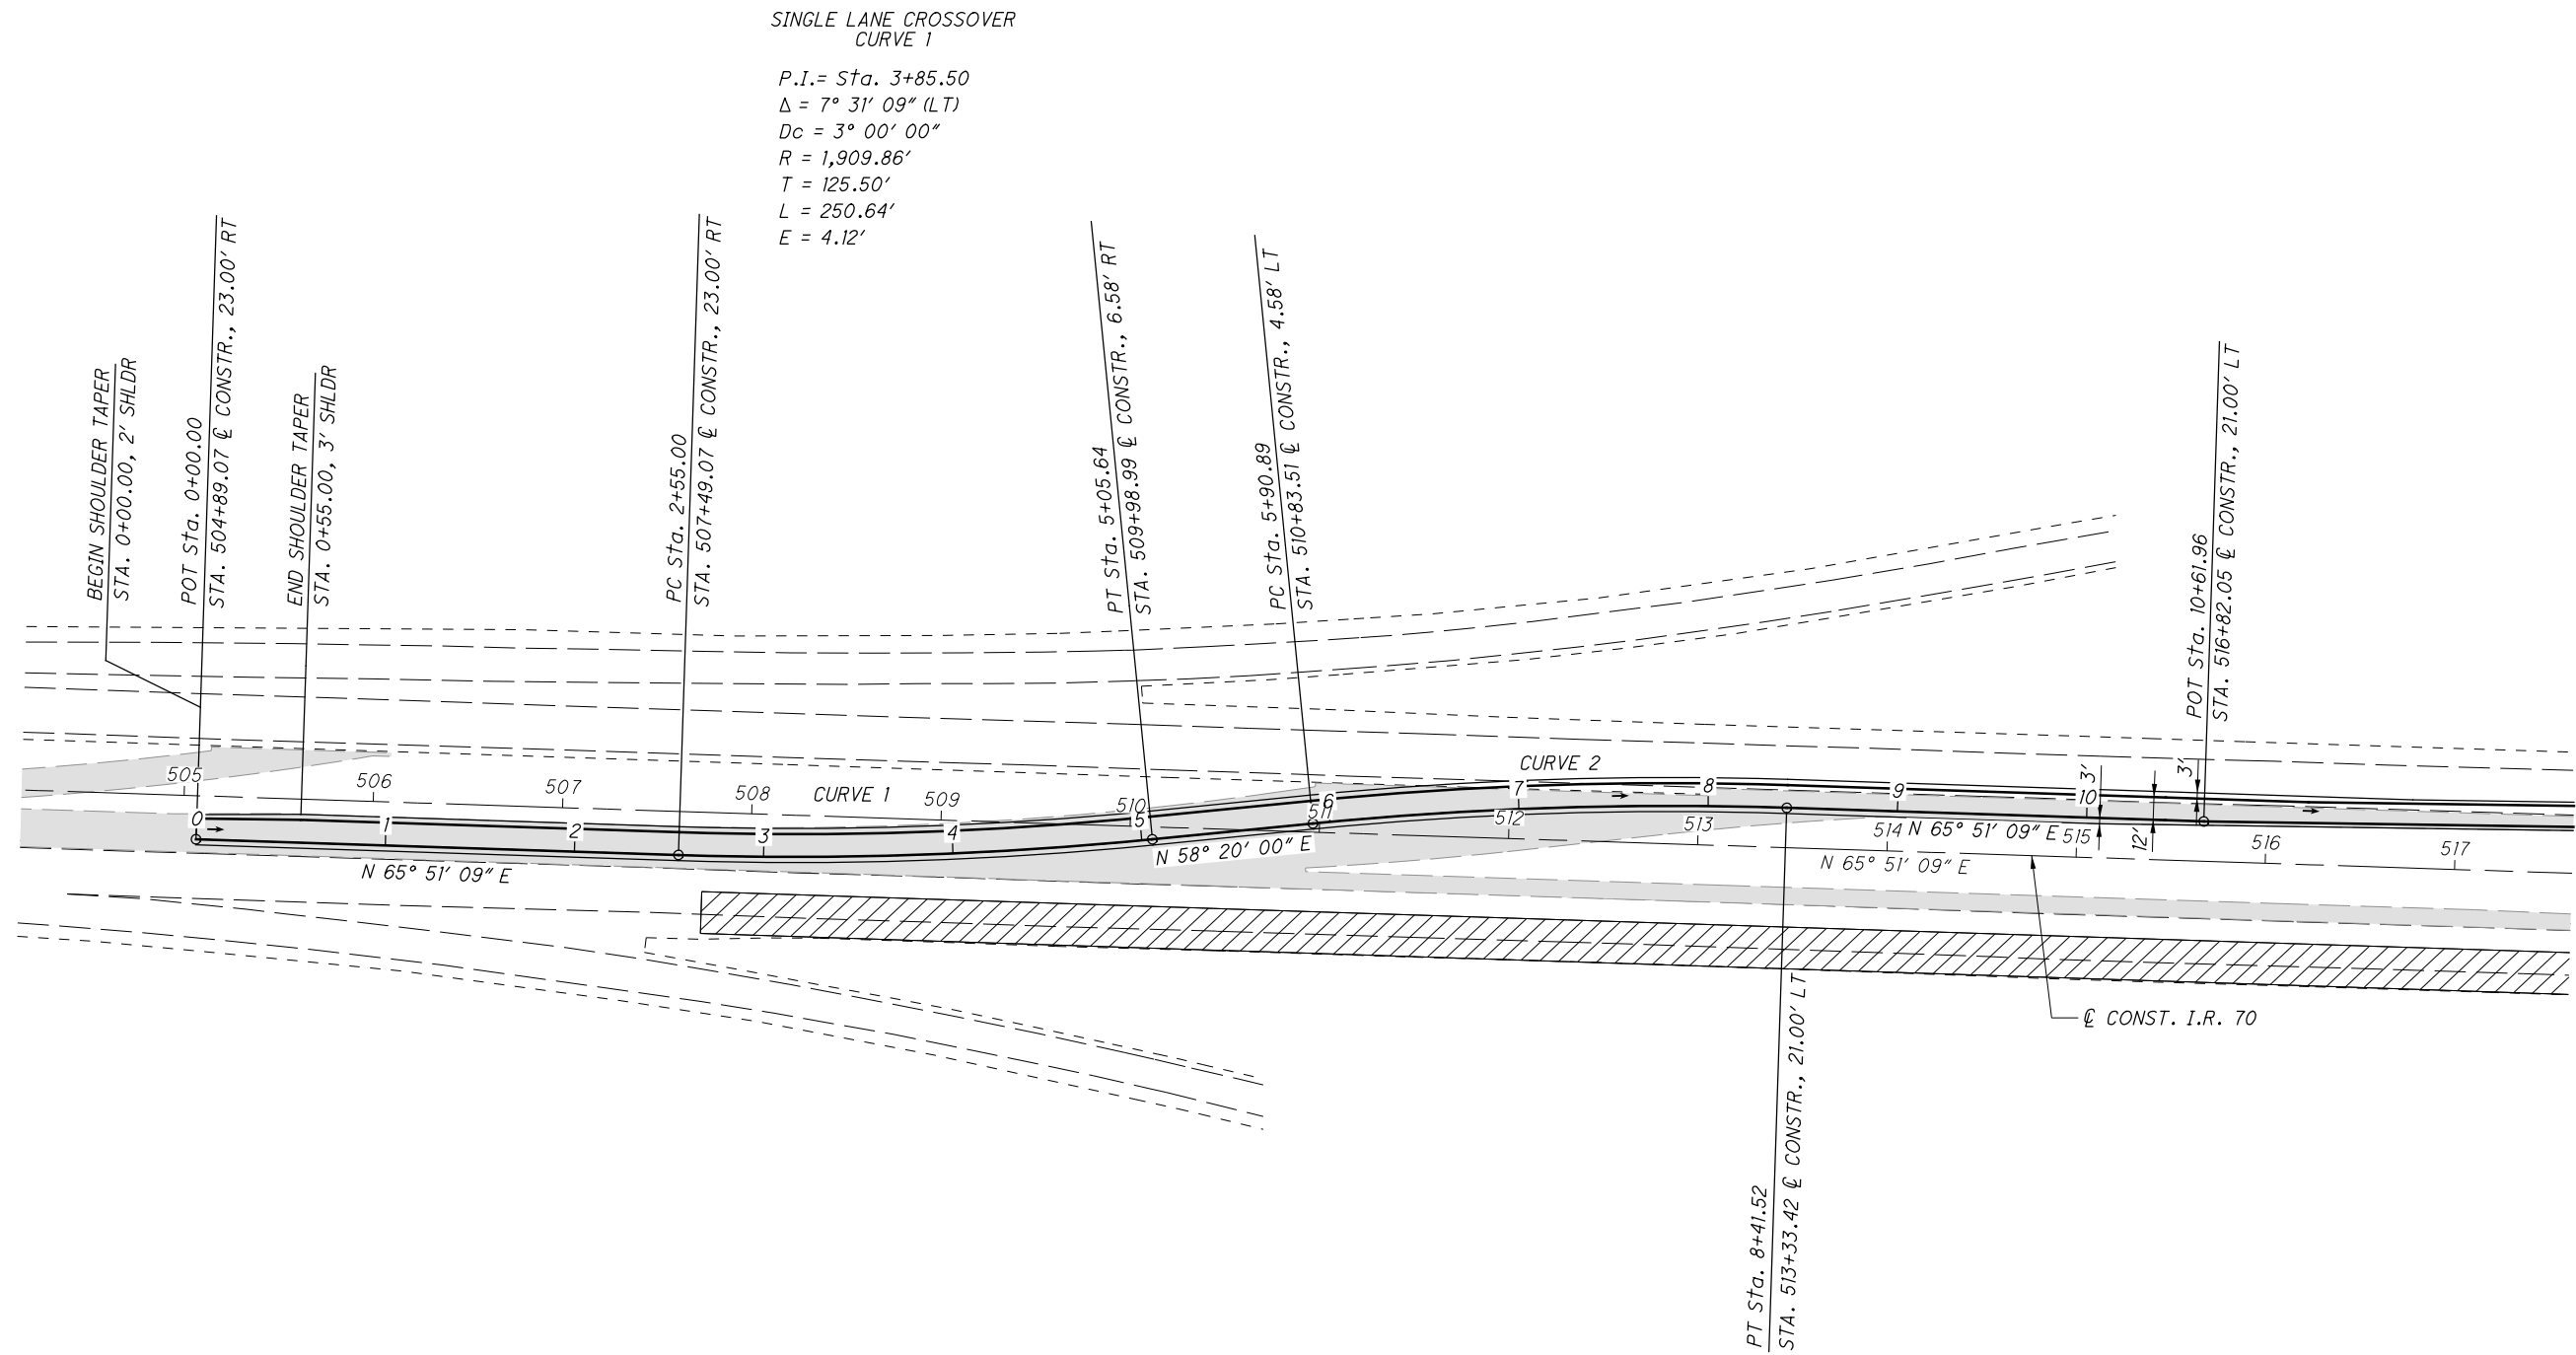 SINGLE LANE CROSSOVER
CURVE 1
P.I.= Sta. 3+85.50
Δ = 7° 31' 09" (LT)
Dc = 3° 00' 00"
R = 1,909.86'
T = 125.50'
L = 250.64'
E = 4.12'
BEGIN SHOULDER TAPER
STA. 0+00.00, 2' SHLDR
POT Sta. 0+00.00
STA. 504+89.07 ℄ CONSTR., 23.00' RT
END SHOULDER TAPER
STA. 0+55.00, 3' SHLDR
PC Sta. 2+55.00
STA. 507+49.07 ℄ CONSTR., 23.00' RT
PT Sta. 5+05.64
STA. 509+98.99 ℄ CONSTR., 6.58' RT
PC Sta. 5+90.89
STA. 510+83.51 ℄ CONSTR., 4.58' LT
POT Sta. 10+61.96
STA. 516+82.05 ℄ CONSTR., 21.00' LT
505
506
507
508
CURVE 1
509
510
511
512
513
514
515
516
517
CURVE 2
0
1
2
3
4
5
6
7
8
9
10
3'
3'
12'
N 65° 51' 09" E
N 58° 20' 00" E
N 65° 51' 09" E
N 65° 51' 09" E
℄ CONST. I.R. 70
PT Sta. 8+41.52
STA. 513+33.42 ℄ CONSTR., 21.00' LT